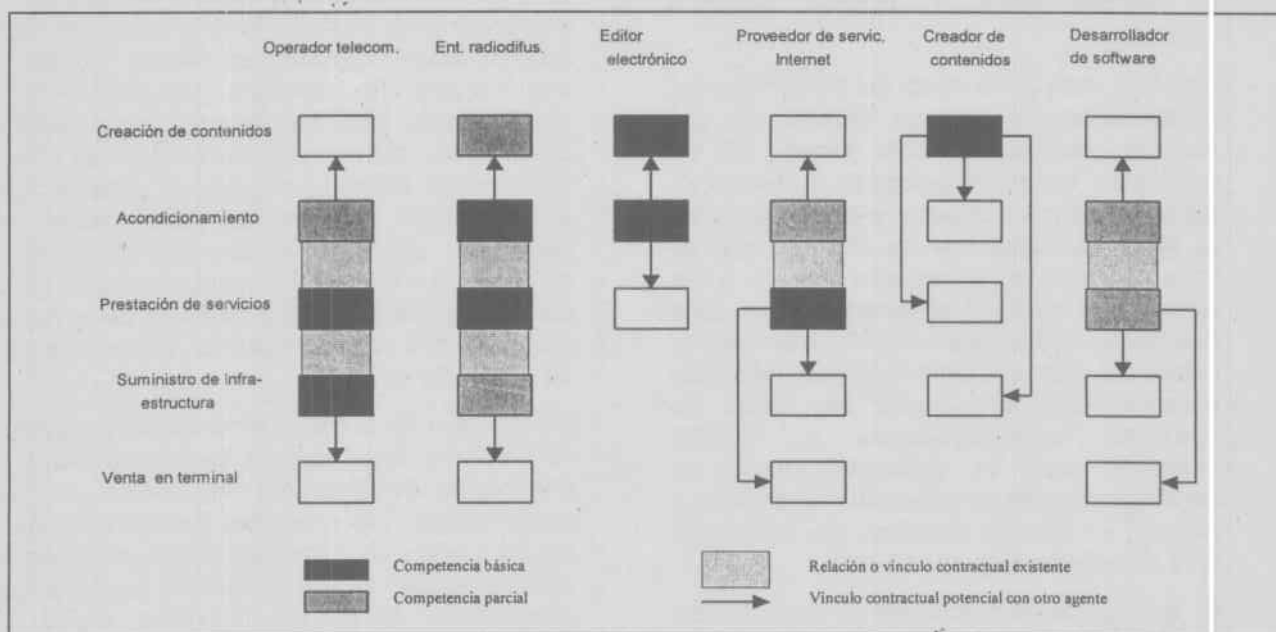 Operador telecom.
Ent. radiodifus.
Editor
electrónico
Proveedor de servic.
Internet
Creador de
contenidos
Desarrollador
de software
Creación de contenidos
Acondicionamiento
Prestación de servicios
Suministro de Infra-
estructura
Venta en terminal
Competencia básica
Competencia parcial
Relación o vínculo contractual existente
Vínculo contractual potencial con otro agente